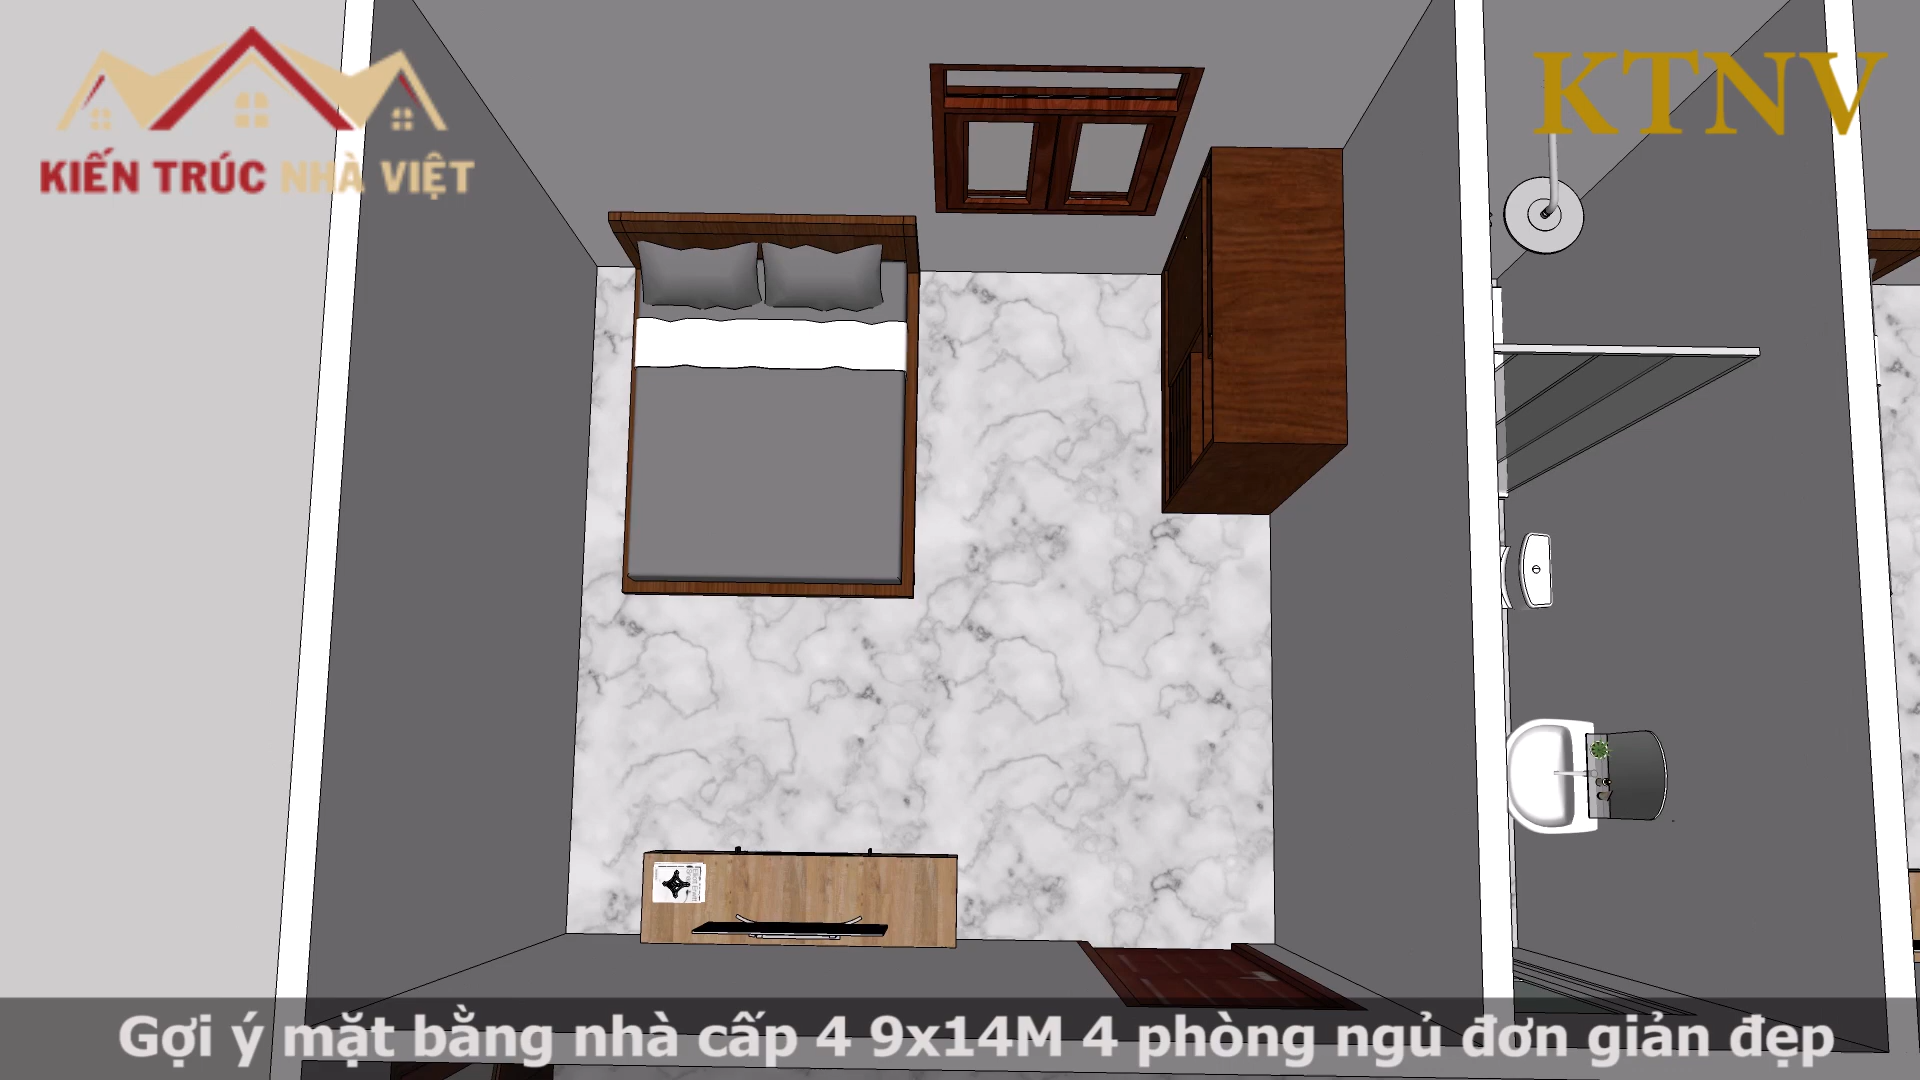 KIẾN TRÚC NHÀ VIỆT
KTNV
Gợi ý mặt bằng nhà cấp 4 9x14M 4 phòng ngủ đơn giản đẹp